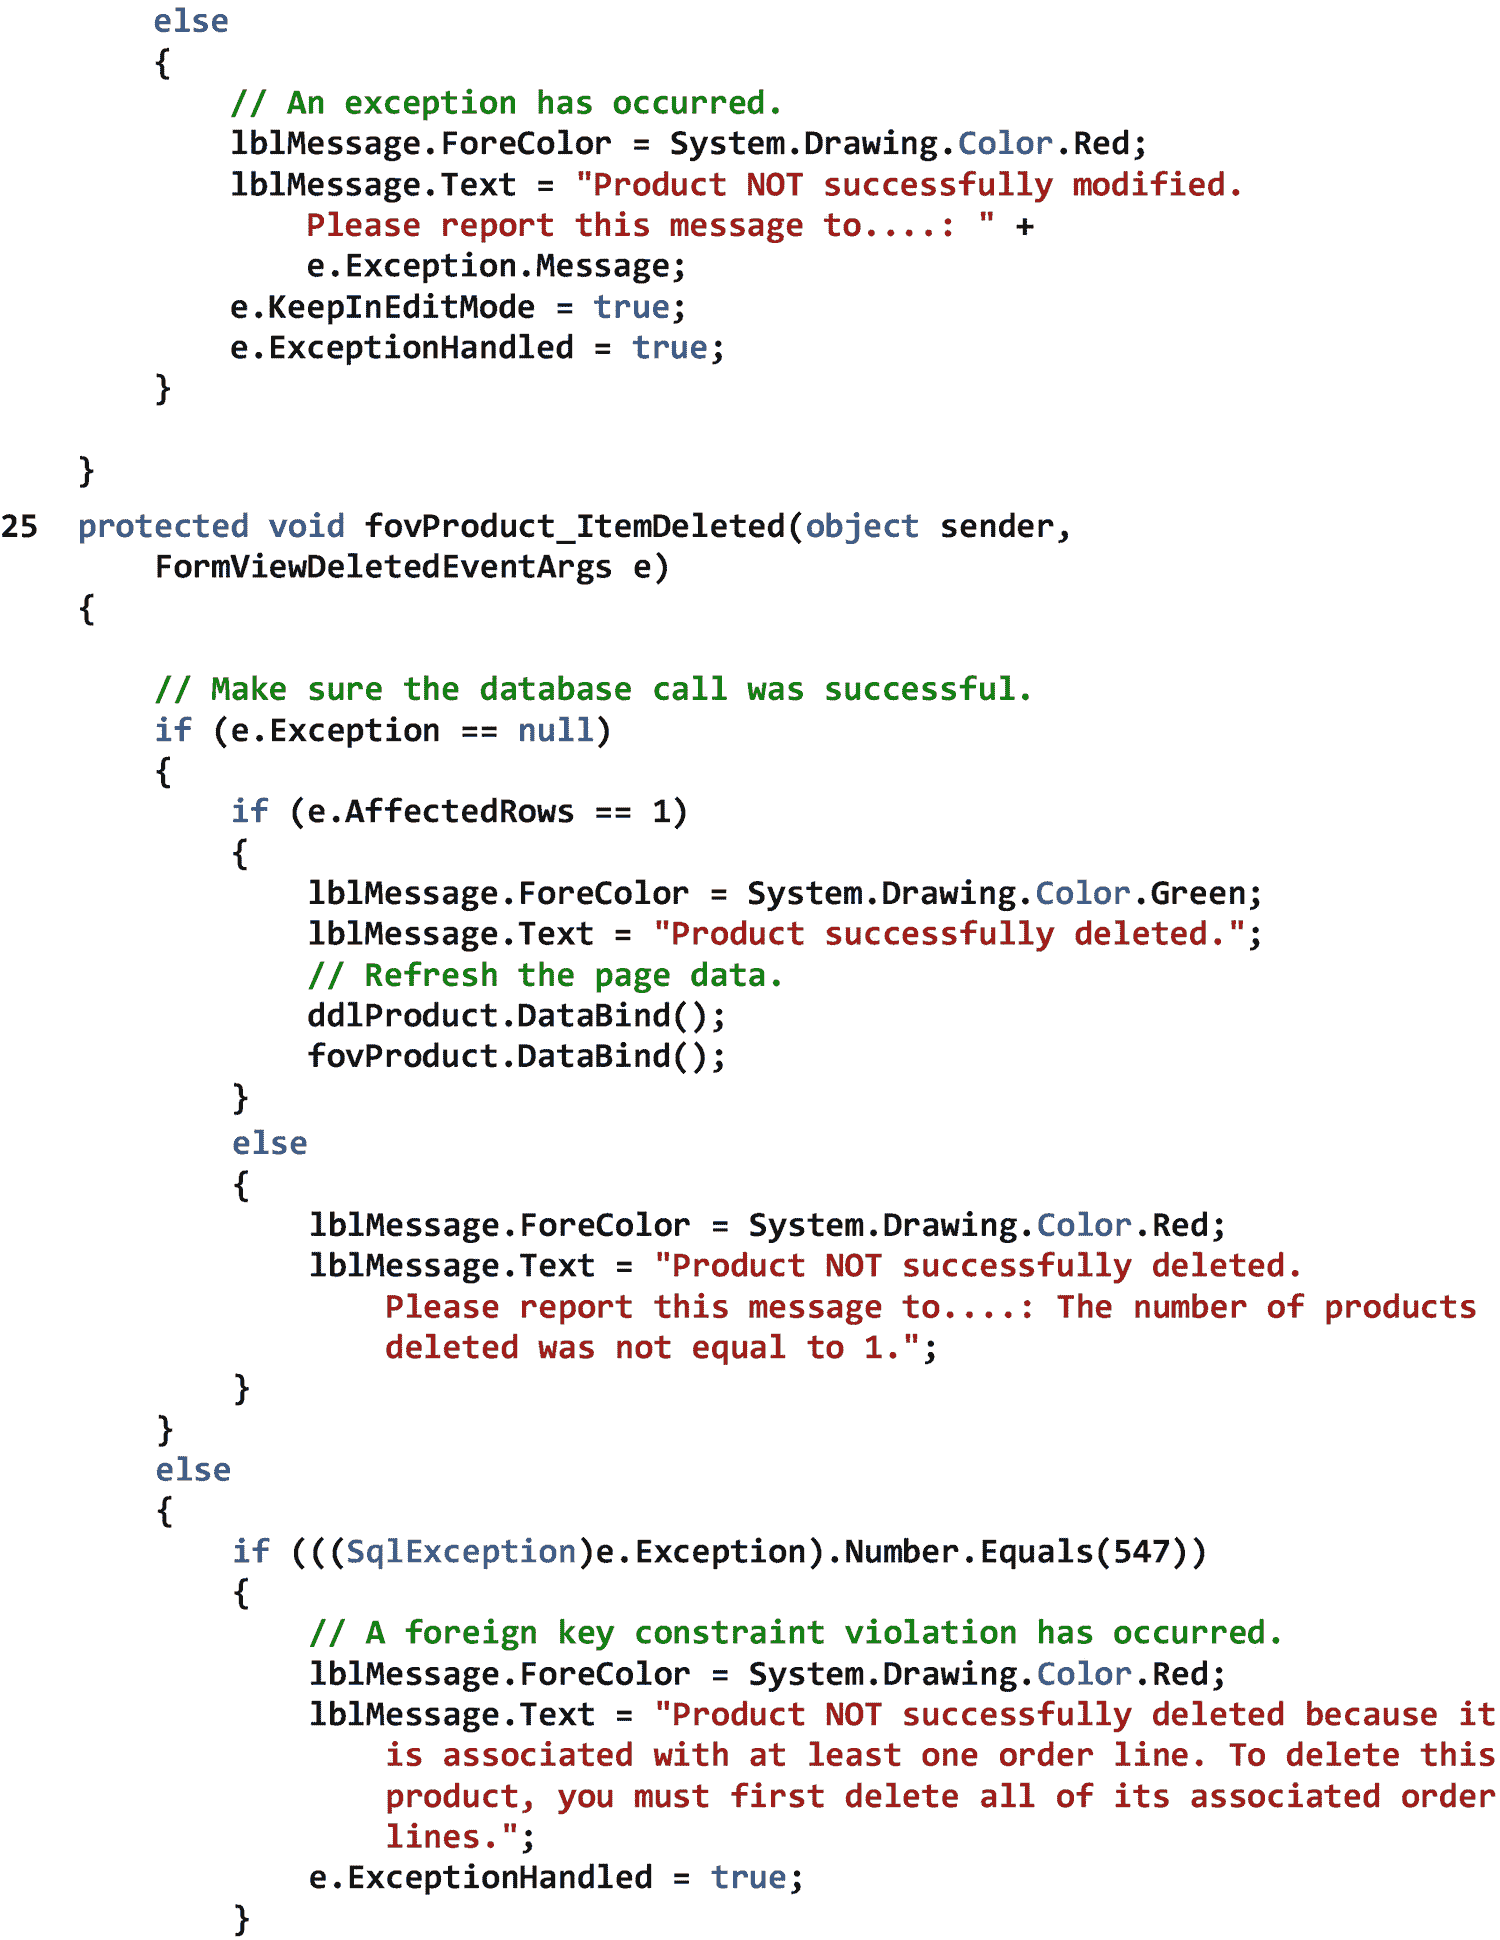 else
{
// An exception has occurred.
lblMessage.ForeColor = System.Drawing.Color.Red;
lblMessage.Text = "Product NOT successfully modified.
Please report this message to....: " +
e.Exception.Message;
e.KeepInEditMode = true;
e.ExceptionHandled = true;
}
}
25 protected void fovProduct_ItemDeleted(object sender,
FormViewDeletedEventArgs e)
{
// Make sure the database call was successful.
if (e.Exception == null)
{
if (e.AffectedRows == 1)
{
lblMessage.ForeColor = System.Drawing.Color.Green;
lblMessage.Text = "Product successfully deleted.";
// Refresh the page data.
ddlProduct.DataBind();
fovProduct.DataBind();
}
else
{
lblMessage.ForeColor = System.Drawing.Color.Red;
lblMessage.Text = "Product NOT successfully deleted.
Please report this message to....: The number of products
deleted was not equal to 1.";
}
}
else
{
if (((SqlException)e.Exception).Number.Equals(547))
{
// A foreign key constraint violation has occurred.
lblMessage.ForeColor = System.Drawing.Color.Red;
lblMessage.Text = "Product NOT successfully deleted because it
is associated with at least one order line. To delete this
product, you must first delete all of its associated order
lines.";
e.ExceptionHandled = true;
}